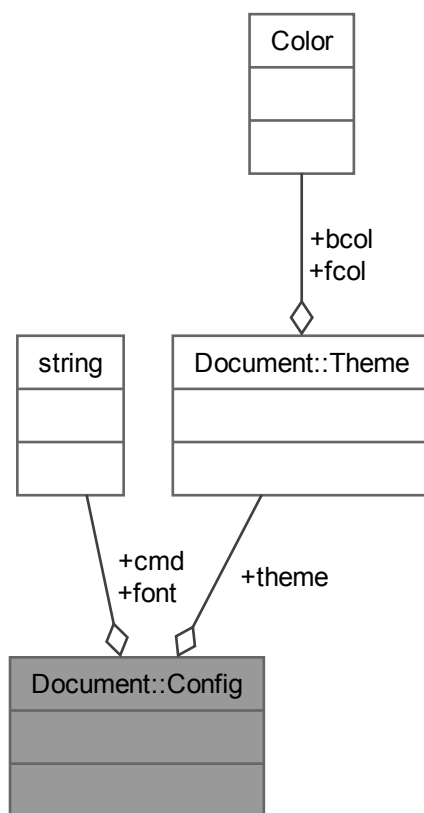 Color
+bcol
+fcol
string
Document::Theme
+cmd
+font
+theme
Document::Config